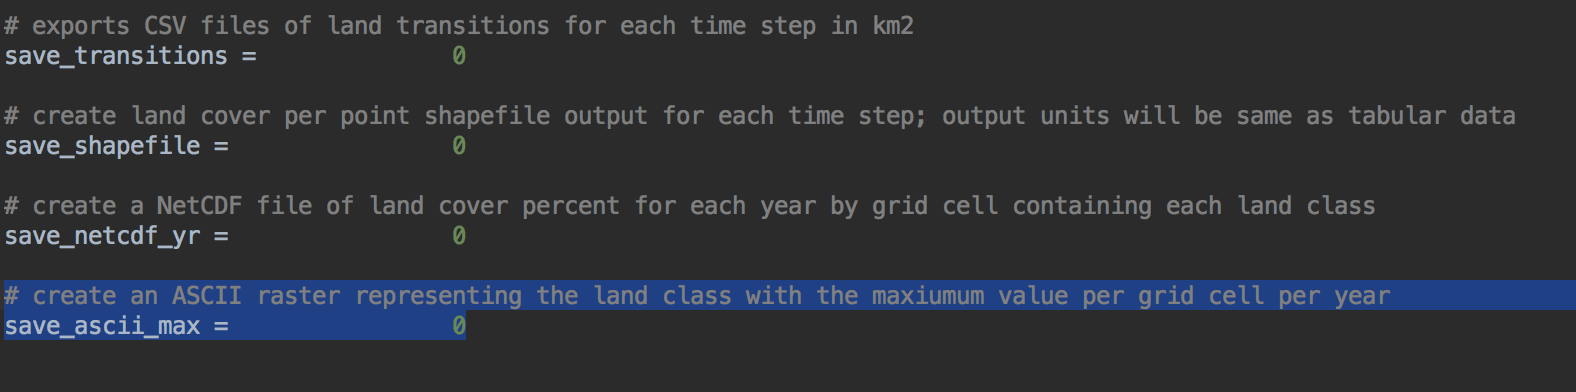 # exports CSV files of land transitions for each time step in km2
save_transitions = 0
# create land cover per point shapefile output for each time step; output units will be same as tabular data
save_shapefile = 0
# create a NetCDF file of land cover percent for each year by grid cell containing each land class
save_netcdf_yr = 0
# create an ASCII raster representing the land class with the maxiumum value per grid cell per year
save_ascii_max = 0